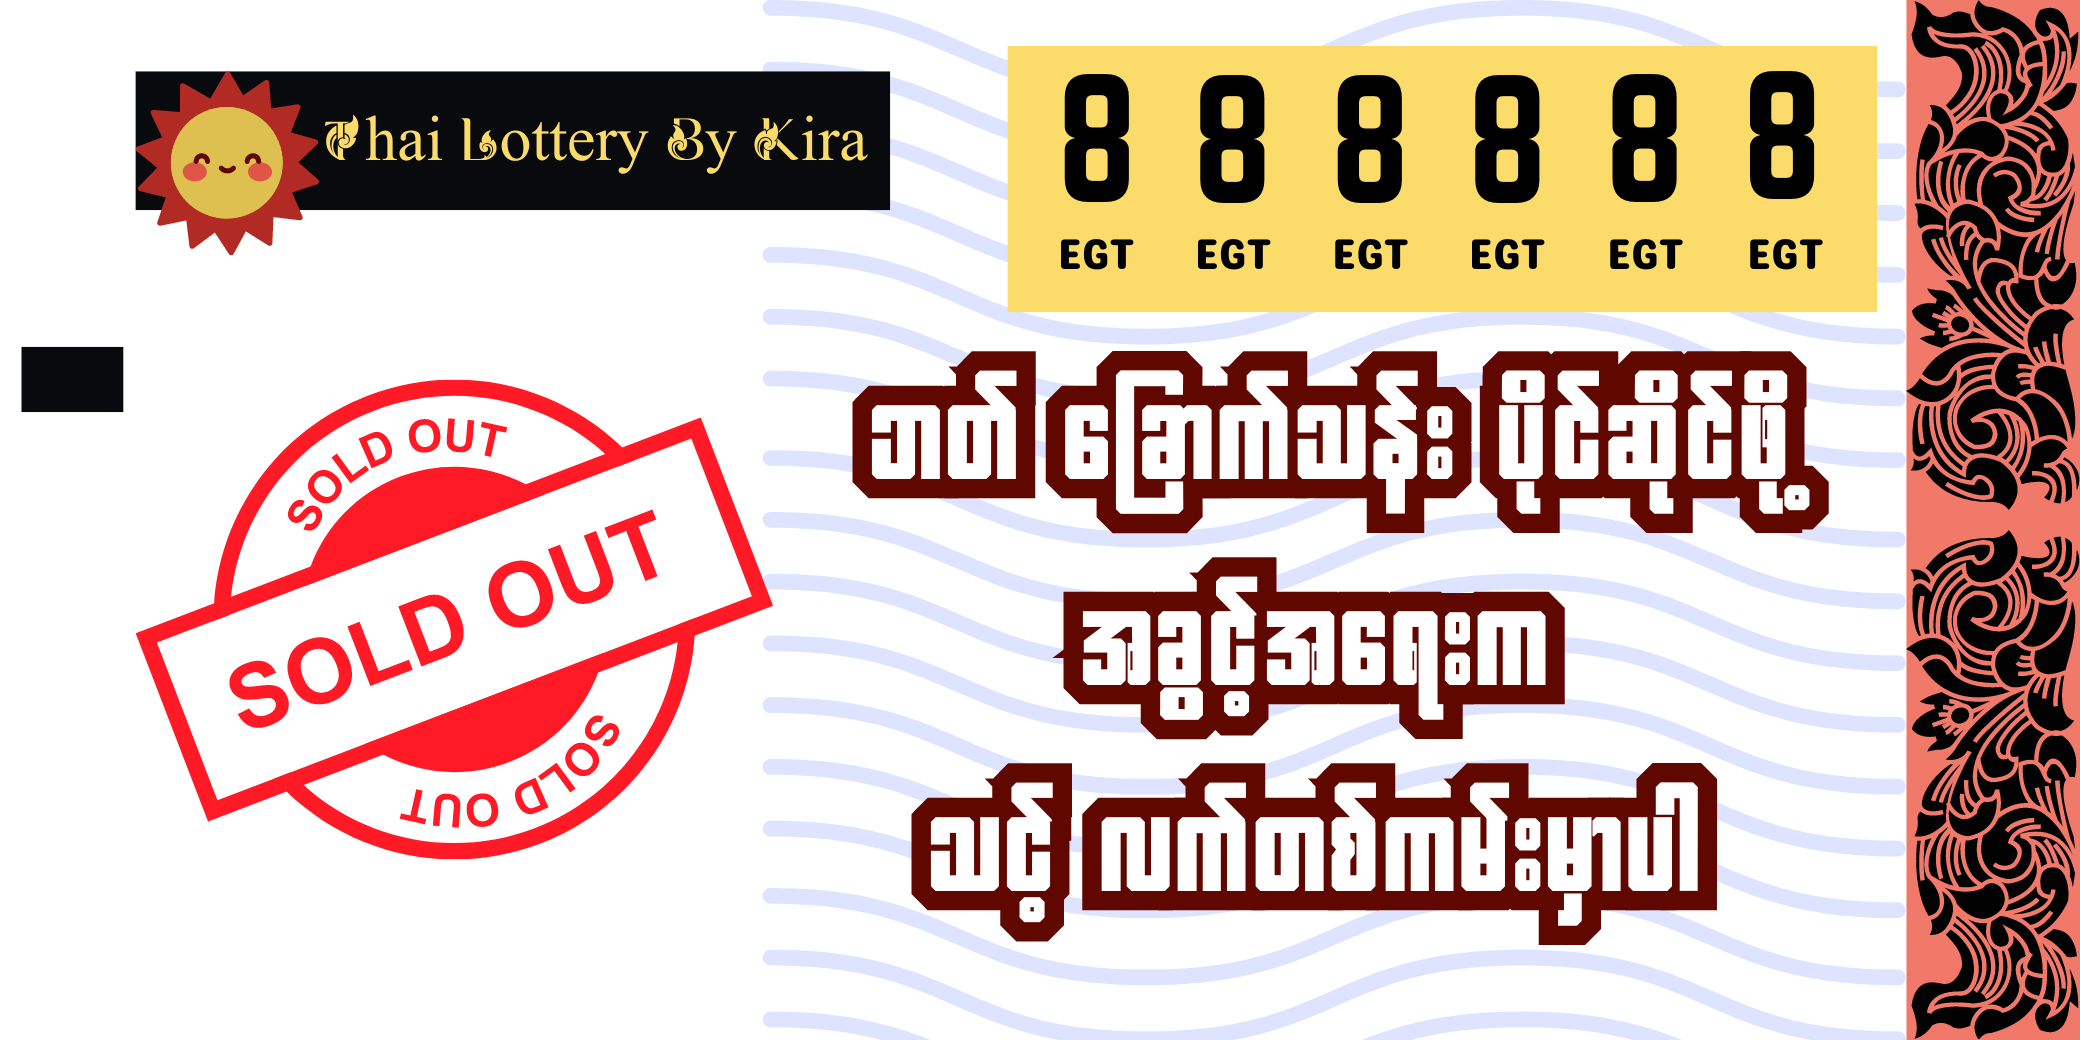 Thai Lottery By Kira
8 8 8 8 8 8
EGT EGT EGT EGT EGT EGT
ဘတ် ခြောက်သန်း ပိုင်ဆိုင်ဖို့
အခွင့်အရေးက
သင့် လက်တစ်ကမ်းမှာပါ
SOLD OUT
SOLD OUT
SOLD OUT